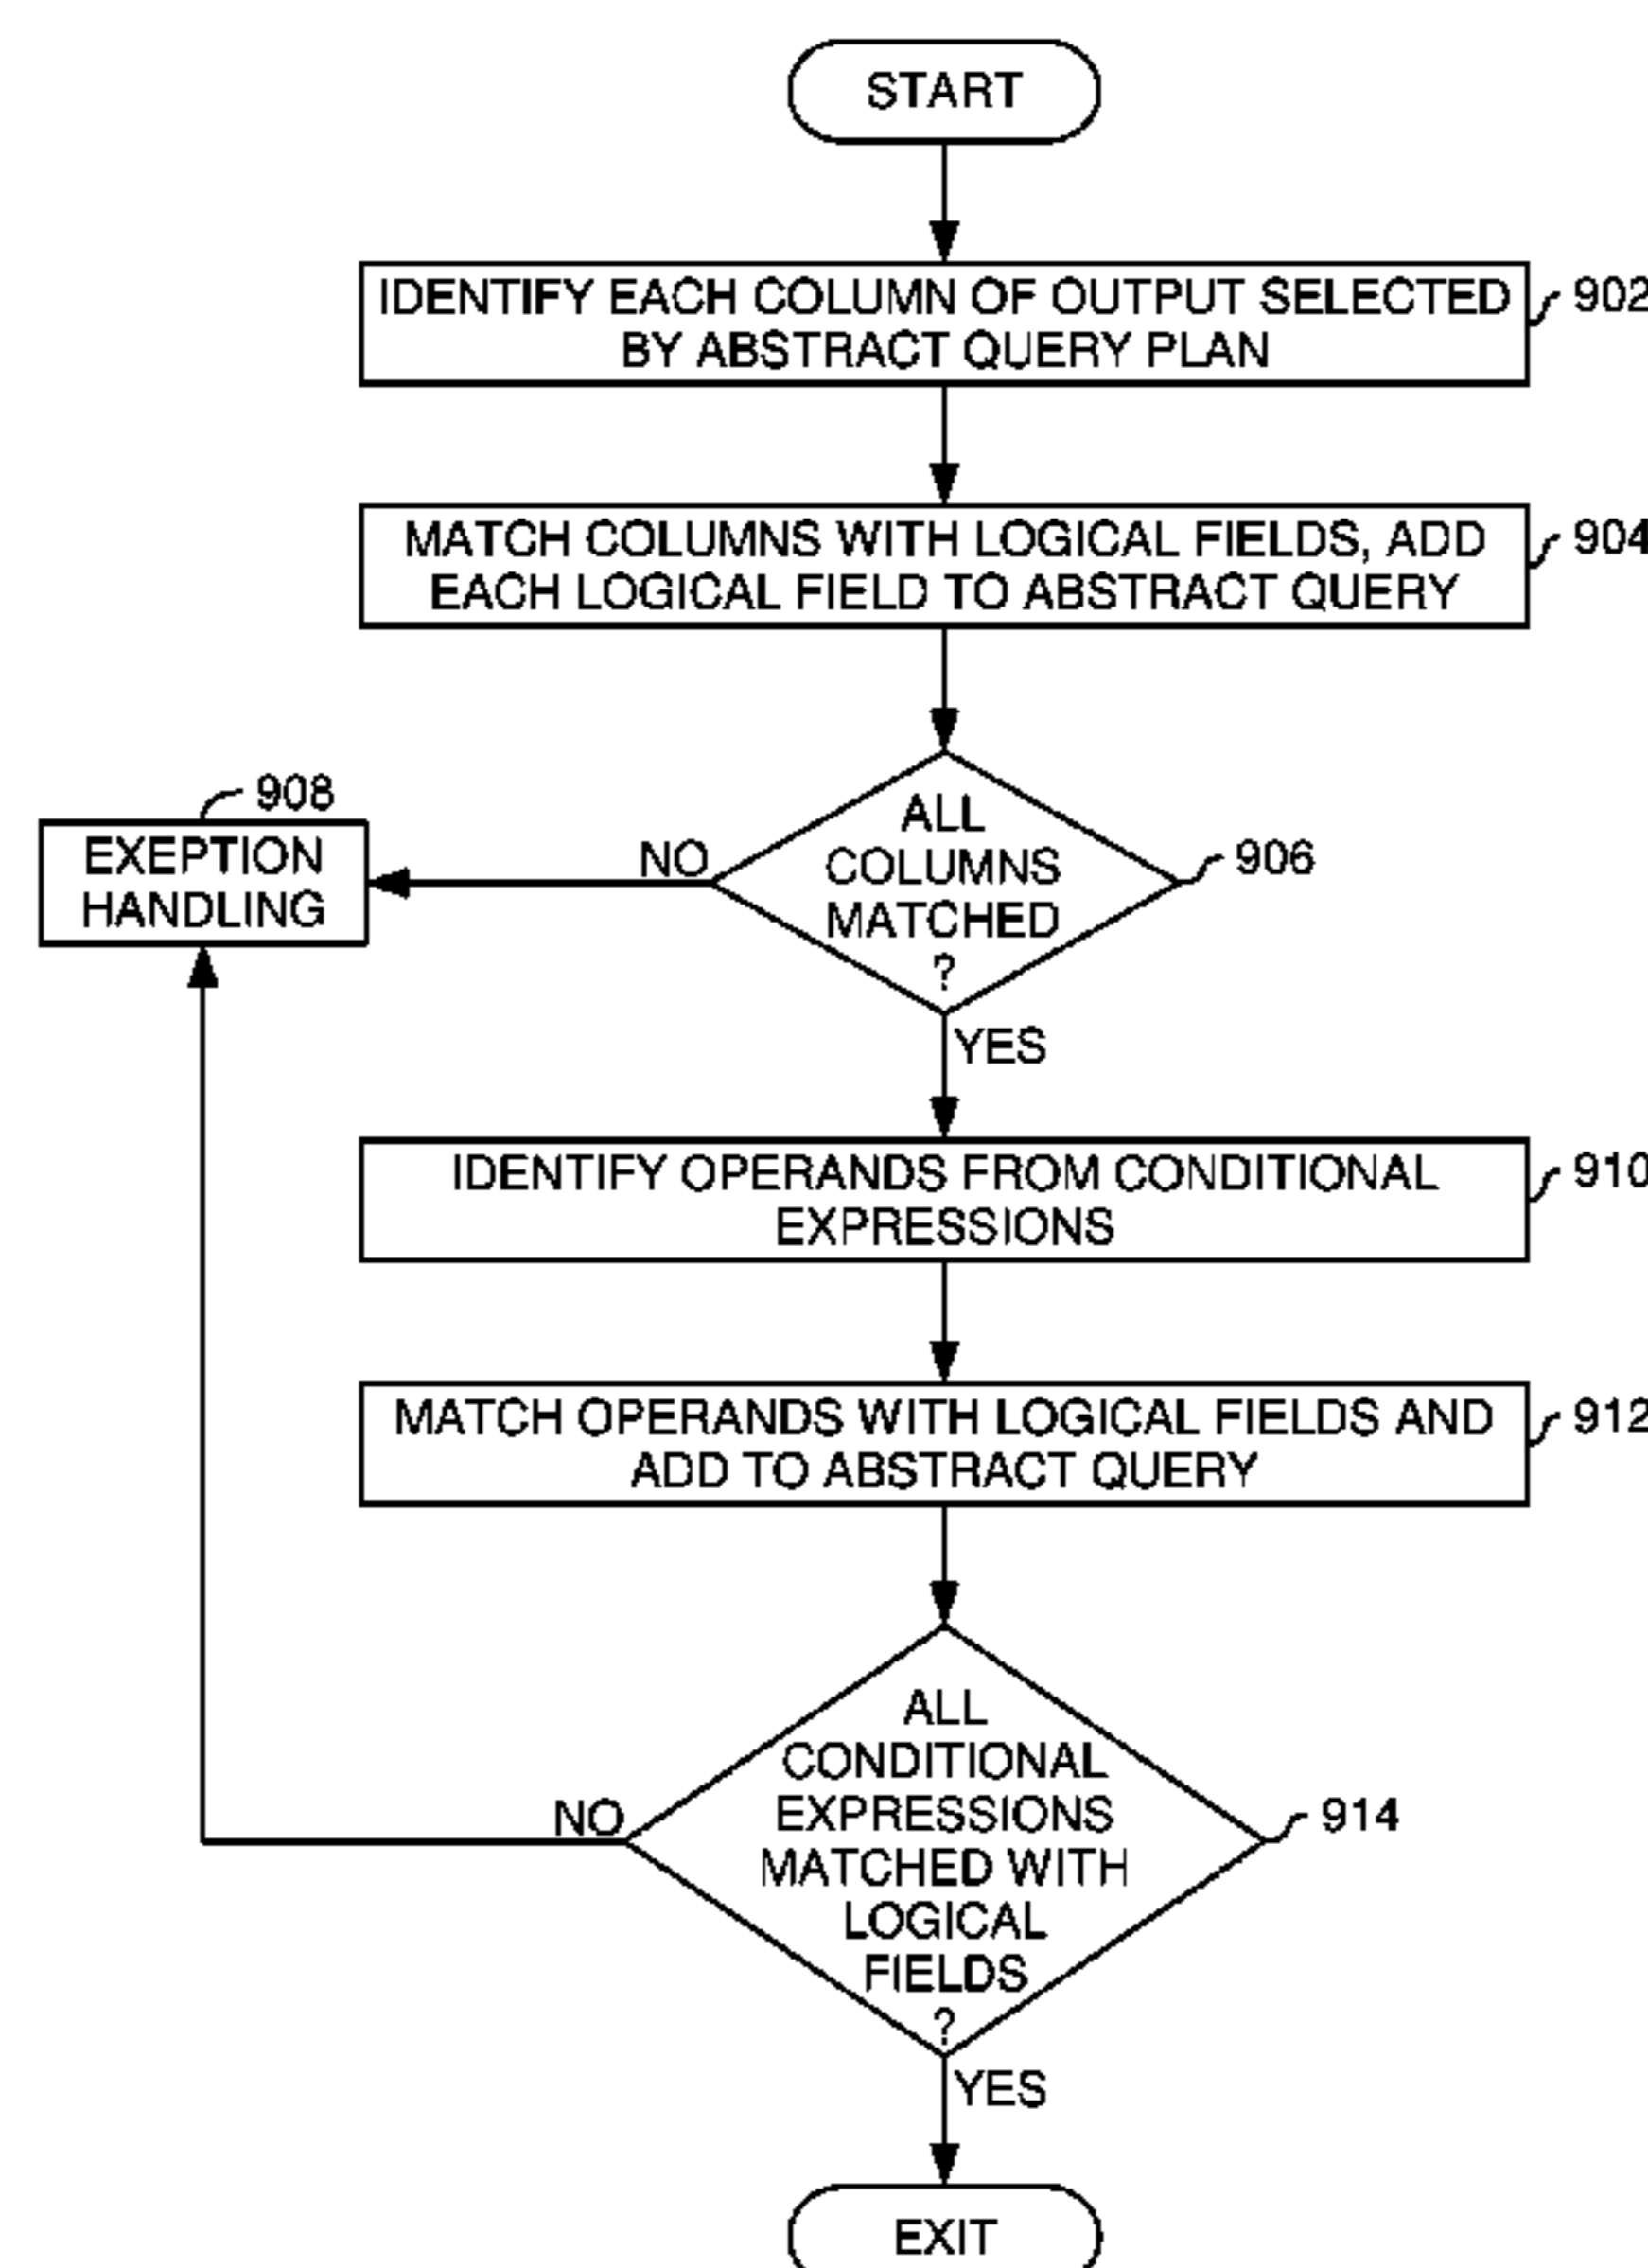 START
IDENTIFY EACH COLUMN OF OUTPUT SELECTED
BY ABSTRACT QUERY PLAN
902
MATCH COLUMNS WITH LOGICAL FIELDS, ADD
EACH LOGICAL FIELD TO ABSTRACT QUERY
904
908
EXEPTION
HANDLING
NO
ALL
COLUMNS
MATCHED
?
906
YES
IDENTIFY OPERANDS FROM CONDITIONAL
EXPRESSIONS
910
MATCH OPERANDS WITH LOGICAL FIELDS AND
ADD TO ABSTRACT QUERY
912
NO
ALL
CONDITIONAL
EXPRESSIONS
MATCHED WITH
LOGICAL
FIELDS
?
914
YES
EXIT